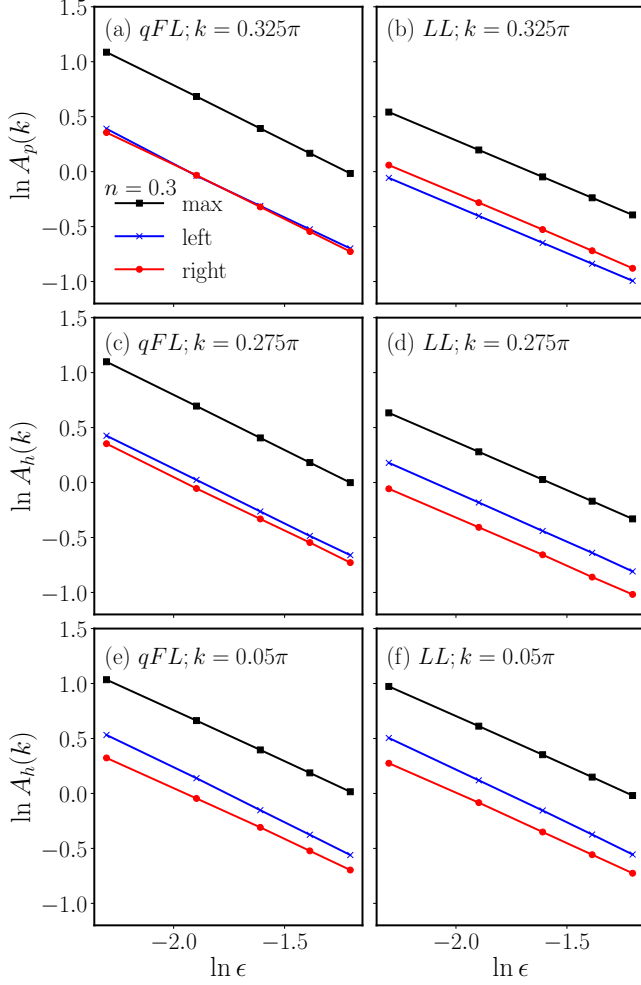 (a) qFL; k = 0.325π
(b) LL; k = 0.325π
1.5
1.0
0.5
0.0
−0.5
−1.0
ln A_p(k)
n = 0.3
max
left
right
(c) qFL; k = 0.275π
(d) LL; k = 0.275π
1.5
1.0
0.5
0.0
−0.5
−1.0
ln A_h(k)
(e) qFL; k = 0.05π
(f) LL; k = 0.05π
1.5
1.0
0.5
0.0
−0.5
−1.0
ln A_h(k)
−2.0 −1.5
−2.0 −1.5
ln ϵ
ln ϵ